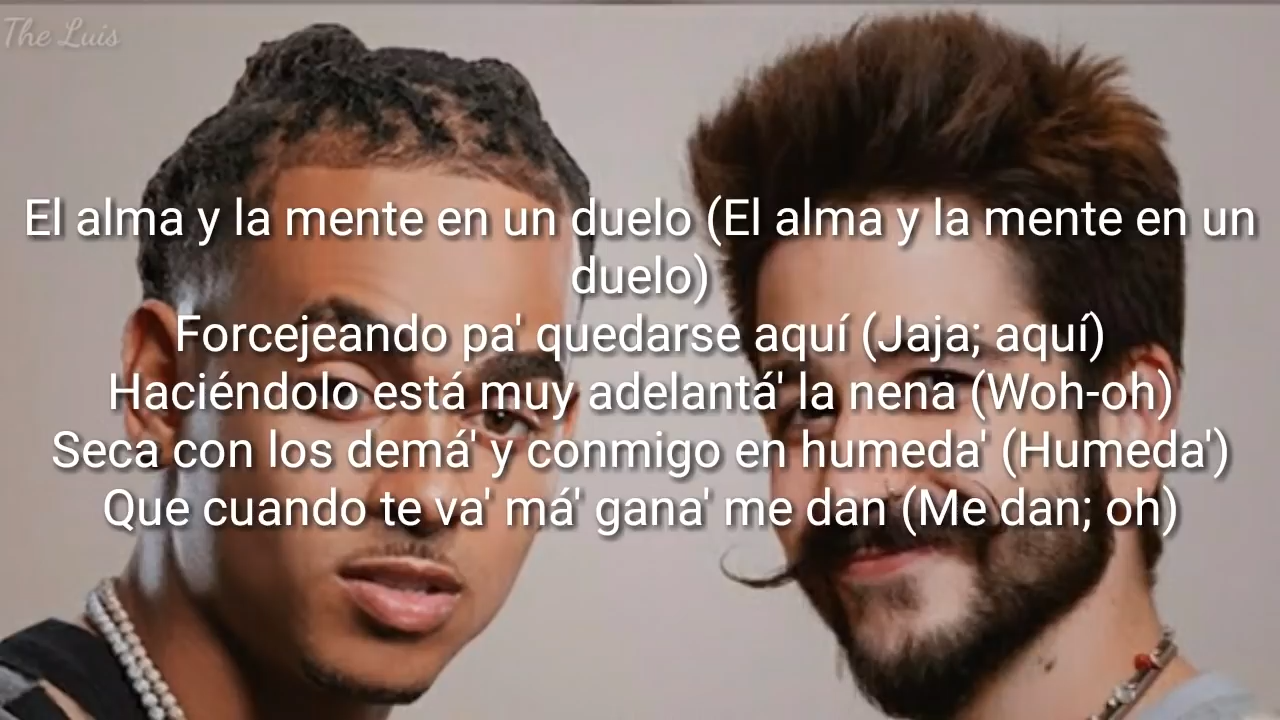 The Luis
El alma y la mente en un duelo (El alma y la mente en un
duelo)
Forcejeando pa' quedarse aquí (Jaja; aquí)
Haciéndolo está muy adelantá' la nena (Woh-oh)
Seca con los demá' y conmigo en humeda' (Humeda')
Que cuando te va' má' gana' me dan (Me dan; oh)